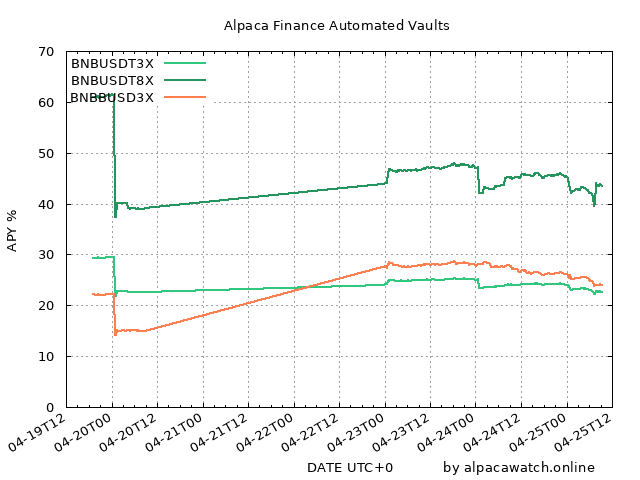 Alpaca Finance Automated Vaults
BNBUSDT3X
BNBUSDT8X
BNBBUSD3X
APY %
70
60
50
40
30
20
10
0
04-19T12 04-20T00 04-20T12 04-21T00 04-21T12 04-22T00 04-22T12 04-23T00 04-23T12 04-24T00 04-24T12 04-25T00 04-25T12
DATE UTC+0 by alpacawatch.online